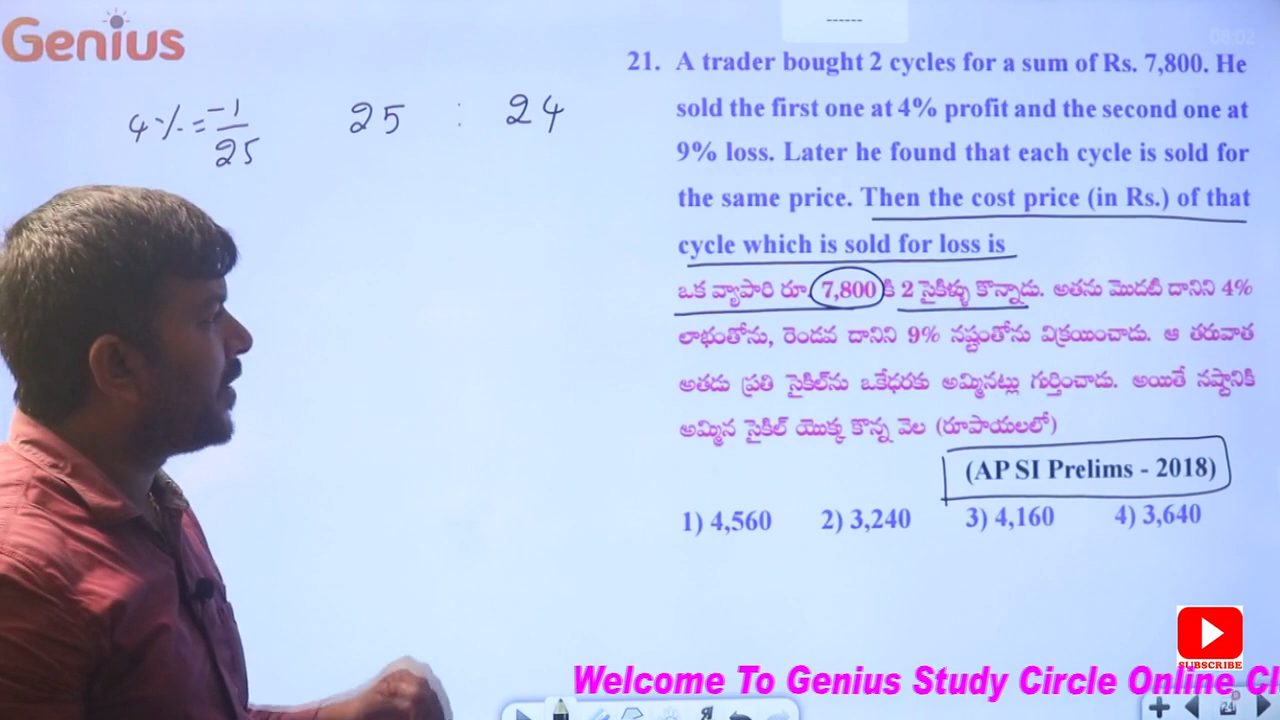 ------
08:02
Genius
4% = -1/25
25 : 24
21. A trader bought 2 cycles for a sum of Rs. 7,800. He
sold the first one at 4% profit and the second one at
9% loss. Later he found that each cycle is sold for
the same price. Then the cost price (in Rs.) of that
cycle which is sold for loss is
ఒక వ్యాపారి రూ. 7,800కి 2 సైకిళ్ళు కొన్నాడు. అతను మొదటి దానిని 4%
లాభంతోను, రెండవ దానిని 9% నష్టంతోను విక్రయించాడు. ఆ తరువాత
అతడు ప్రతి సైకిల్‌ను ఒకేధరకు అమ్మినట్లు గుర్తించాడు. అయితే నష్టానికి
అమ్మిన సైకిల్ యొక్క కొన్న వెల (రూపాయలలో)
(AP SI Prelims - 2018)
1) 4,560 2) 3,240 3) 4,160 4) 3,640
SUBSCRIBE
Welcome To Genius Study Circle Online Cl
24